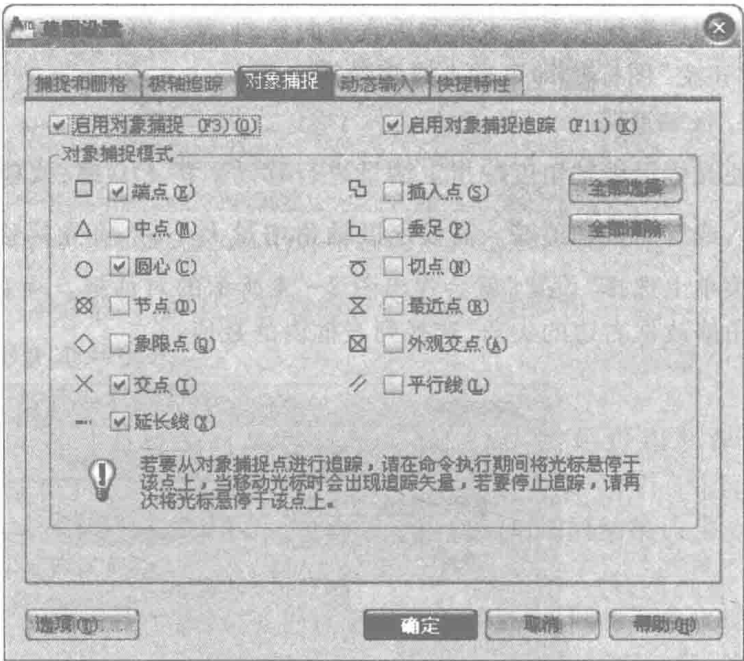 草图设置
捕捉和栅格 极轴追踪 对象捕捉 动态输入 快捷特性
启用对象捕捉 (F3)(O) 启用对象捕捉追踪 (F11)(K)
对象捕捉模式
端点(E) 插入点(S) 全部选择
中点(M) 垂足(P) 全部清除
圆心(C) 切点(N)
节点(D) 最近点(R)
象限点(Q) 外观交点(A)
交点(I) 平行线(L)
延长线(X)
若要从对象捕捉点进行追踪，请在命令执行期间将光标悬停于
该点上，当移动光标时会出现追踪矢量，若要停止追踪，请再
次将光标悬停于该点上。
选项(T)... 确定 取消 帮助(H)